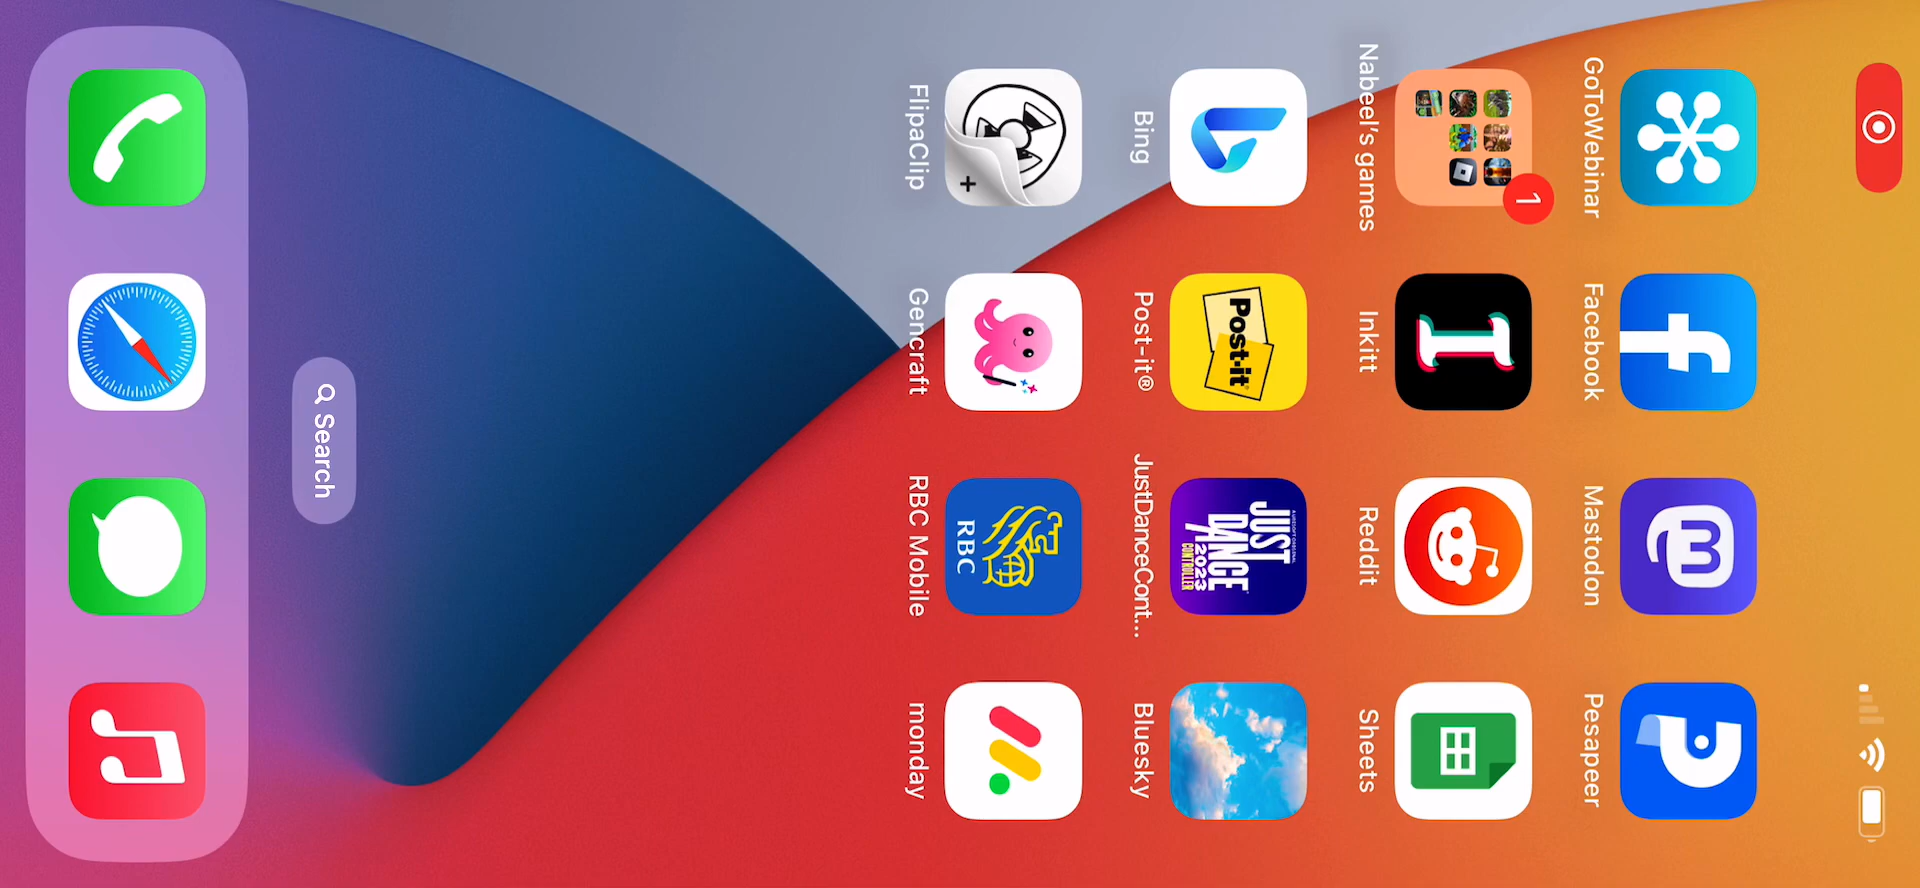 GoToWebinar
Facebook
Mastodon
Pesapeer
1
Nabeel's games
Inkitt
Reddit
Sheets
Post-it
JUST
DANCE
2023
CONTROLLER
Bing
Post-it®
JustDanceCont...
Bluesky
RBC
FlipaClip
Gencraft
RBC Mobile
monday
Search